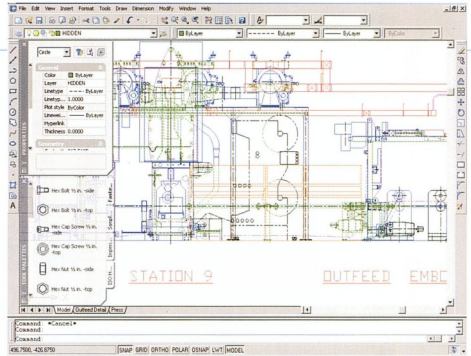 File Edit View Insert Format Tools Draw Dimension Modify Window Help
HIDDEN
ByLayer
ByLayer
ByLayer
ByColor
Circle
General
Color ByLayer
Layer HIDDEN
Linetype ByLayer
Linetyp... 1.0000
Plot style ByColor
Linewei... ByLayer
Hyperlink
Thickness 0.0000
Geometry
PROPERTIES
Hex Bolt ½ in. -side
Hex Bolt ½ in. -top
Hex Cap Screw ½ in. -side
Hex Cap Screw ½ in. -top
Hex Nut ½ in. -side
Hex Nut ½ in. -top
TOOL PALETTES
STATION 9
OUTFEED EMBC
Model Outfeed Detail Press
Command: *Cancel*
Command:
Command:
496.7500, -426.8750
SNAP GRID ORTHO POLAR OSNAP LWT MODEL